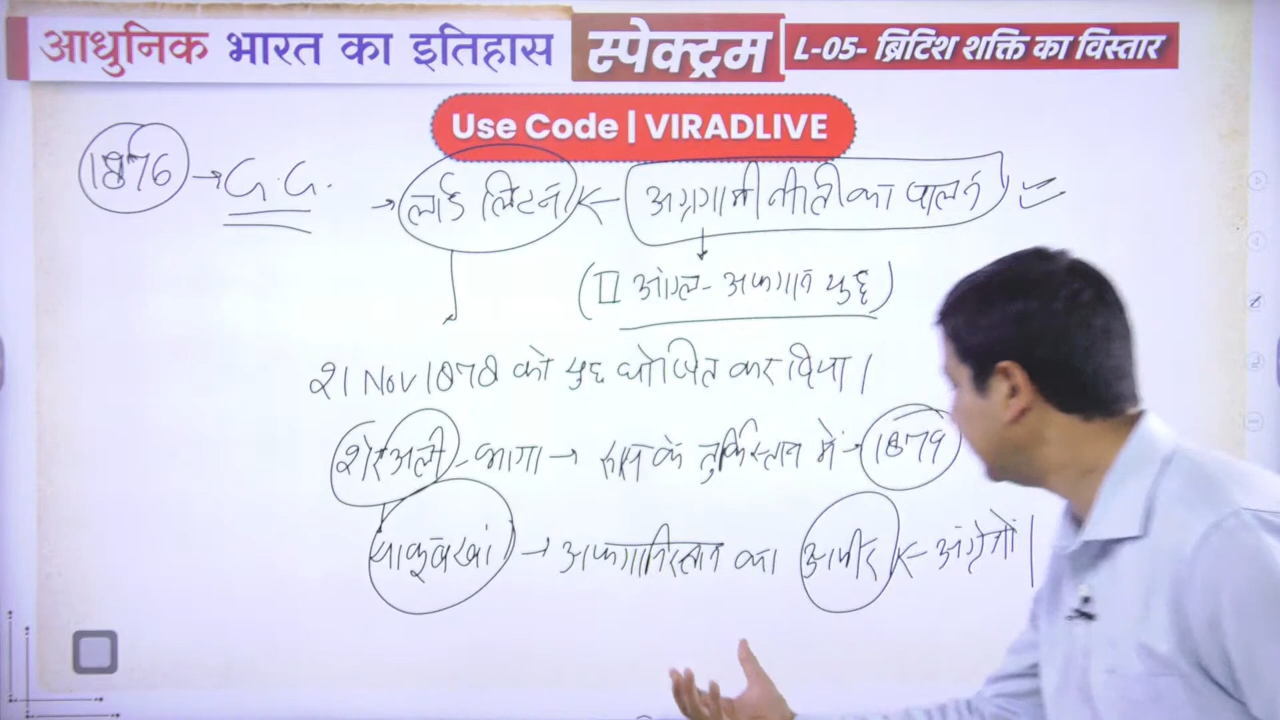 आधुनिक भारत का इतिहास स्पेक्ट्रम L-05- ब्रिटिश शक्ति का विस्तार
Use Code | VIRADLIVE
1876 → G.G. → लार्ड लिटन ← अग्रगामी नीति का पालन
(II आंग्ल- अफगान युद्ध)
21 Nov 1878 को युद्ध घोषित कर दिया।
शेरअली - भागा → रूस के तुर्किस्तान में - 1879
याकूबखां → अफगानिस्तान का अमीर ← अंग्रेजों